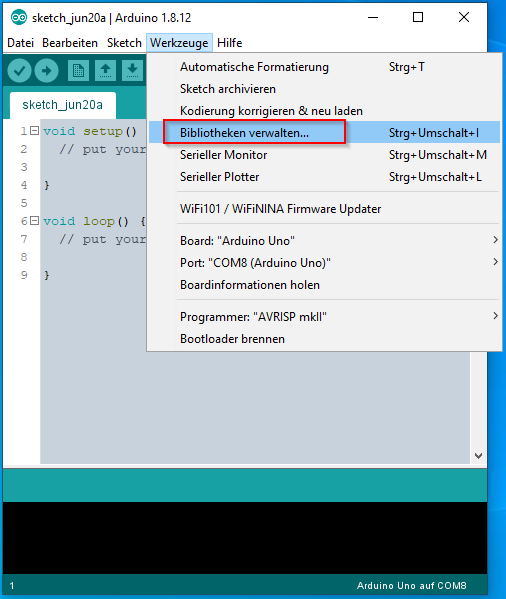 sketch_jun20a | Arduino 1.8.12
Datei Bearbeiten Sketch Werkzeuge Hilfe
Automatische Formatierung Strg+T
Sketch archivieren
Kodierung korrigieren & neu laden
Bibliotheken verwalten... Strg+Umschalt+I
Serieller Monitor Strg+Umschalt+M
Serieller Plotter Strg+Umschalt+L
WiFi101 / WiFiNINA Firmware Updater
Board: "Arduino Uno"
Port: "COM8 (Arduino Uno)"
Boardinformationen holen
Programmer: "AVRISP mkII"
Bootloader brennen
sketch_jun20a
1 void setup()
2 // put your
3
4 }
5
6 void loop() {
7 // put your
8
9 }
1 Arduino Uno auf COM8